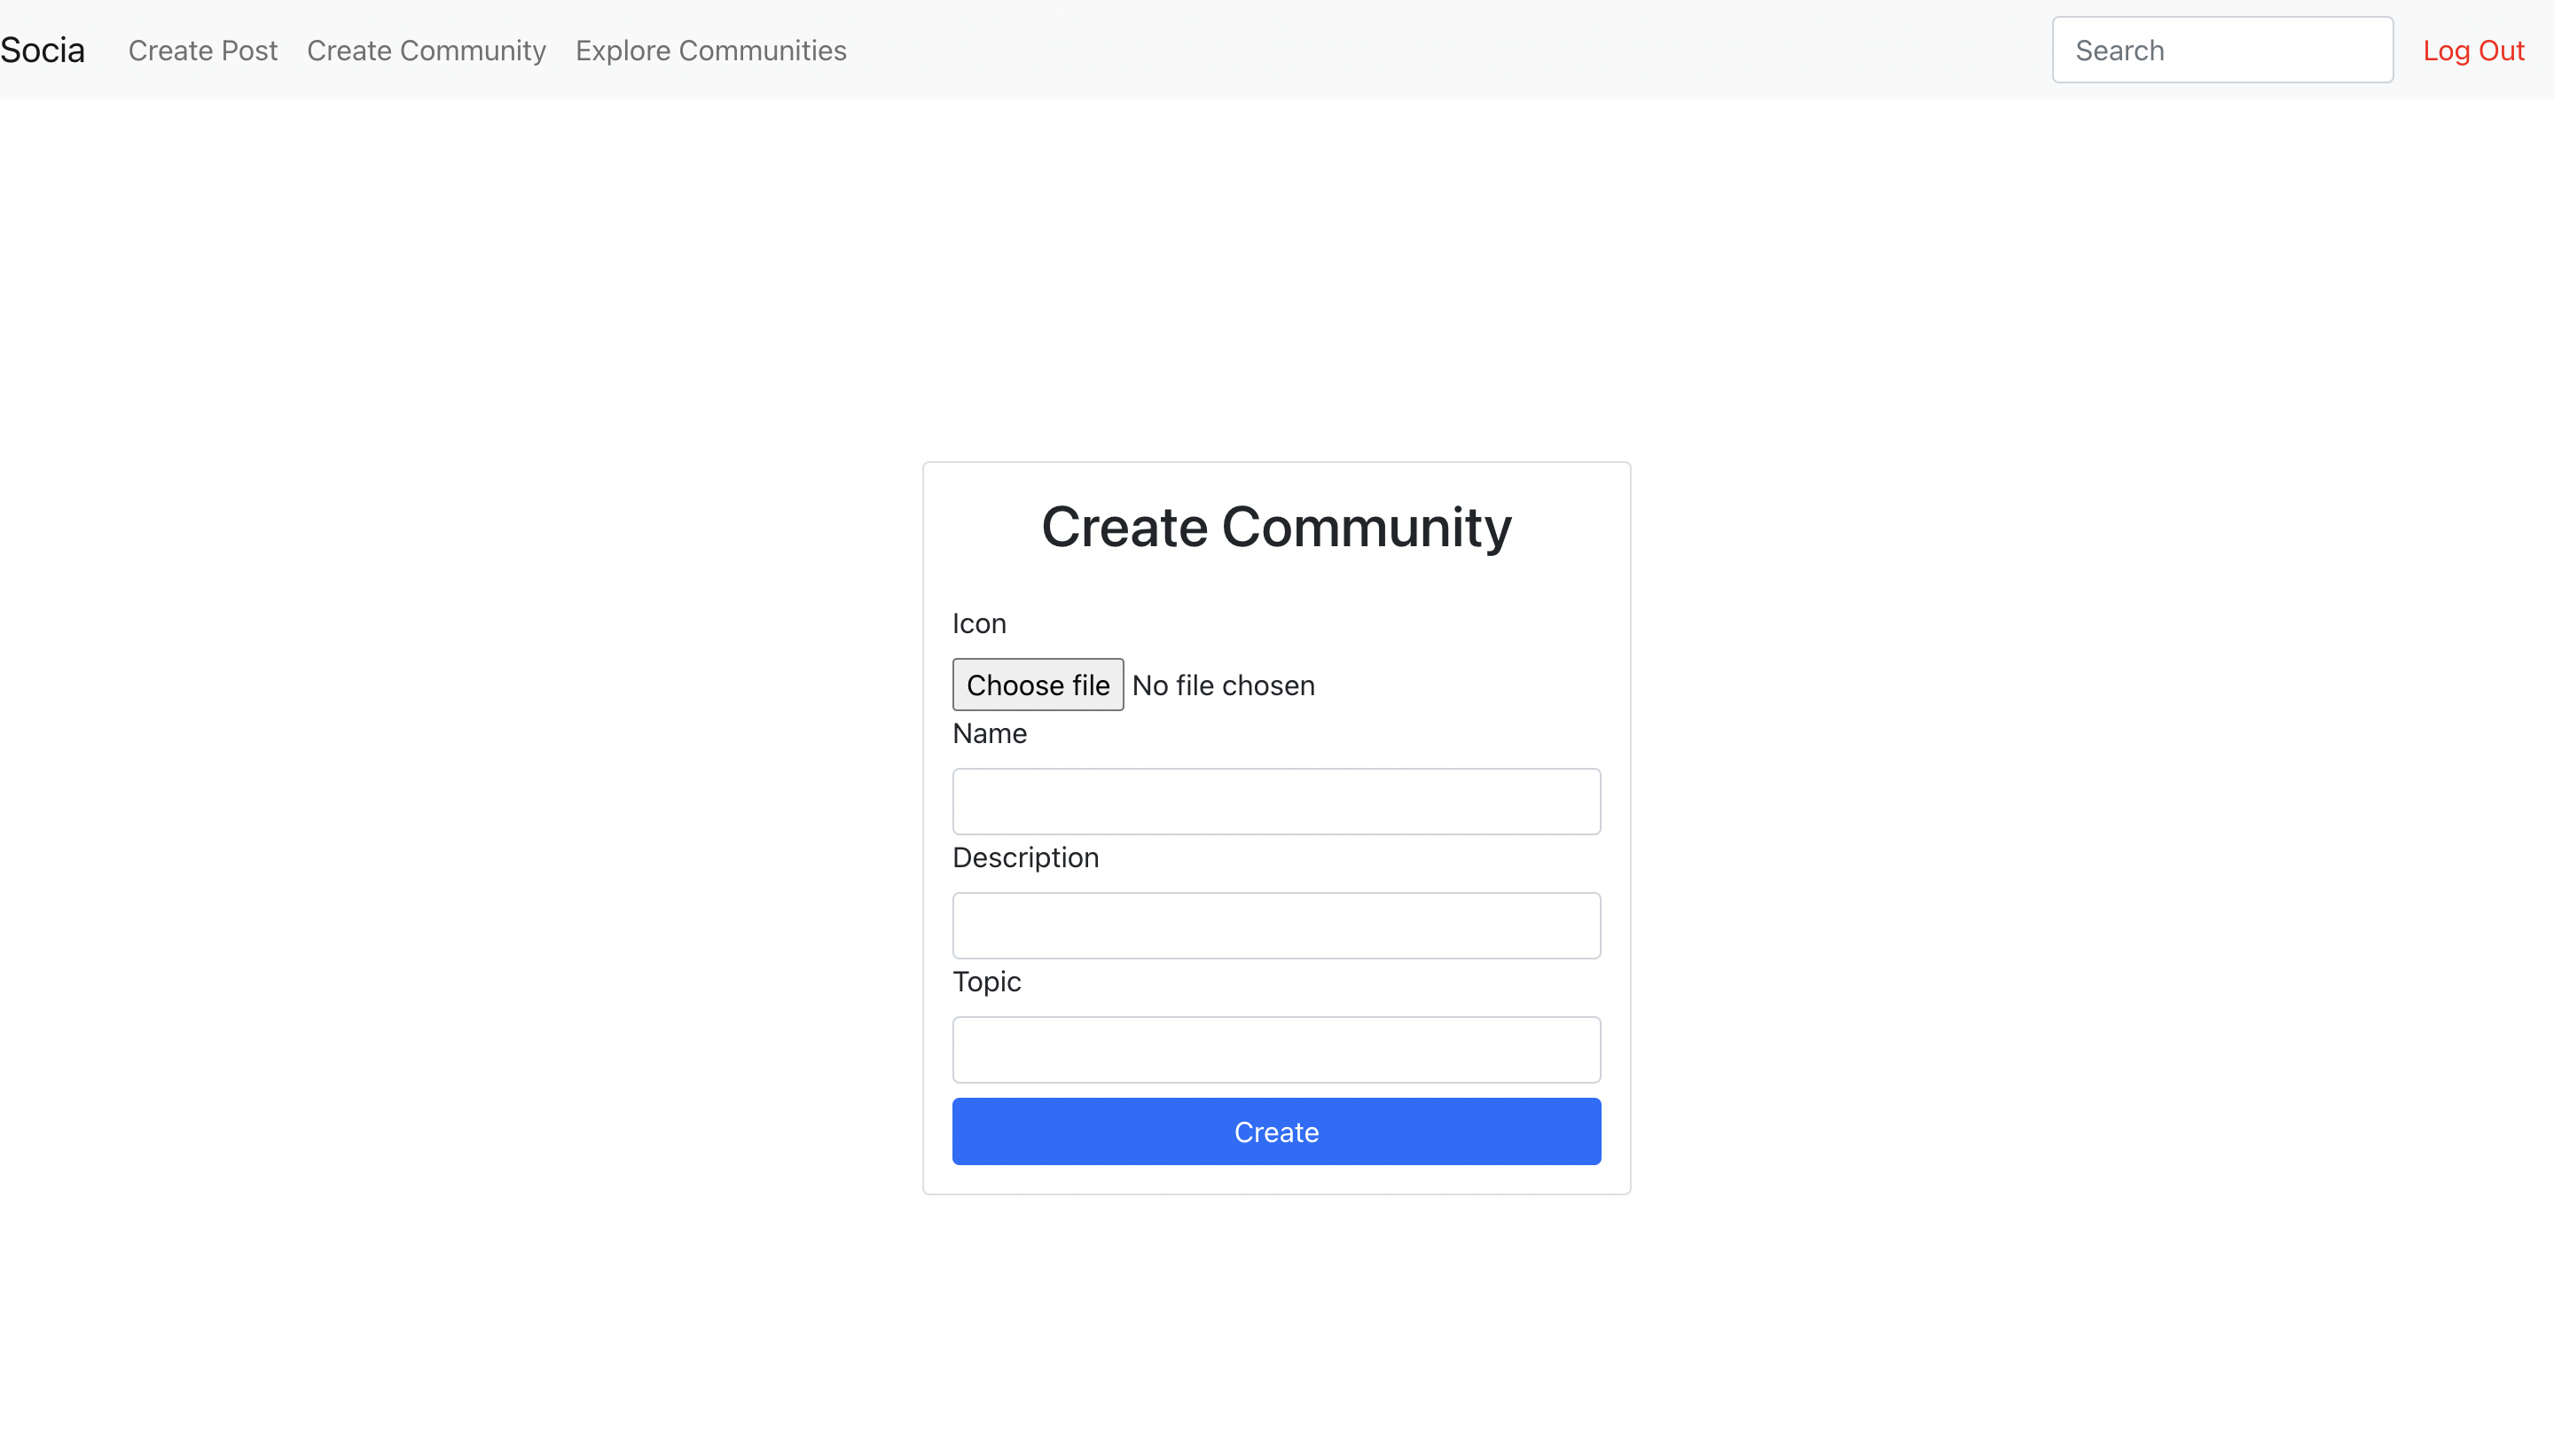 Socia Create Post Create Community Explore Communities Search Log Out
Create Community
Icon
Choose file No file chosen
Name
Description
Topic
Create